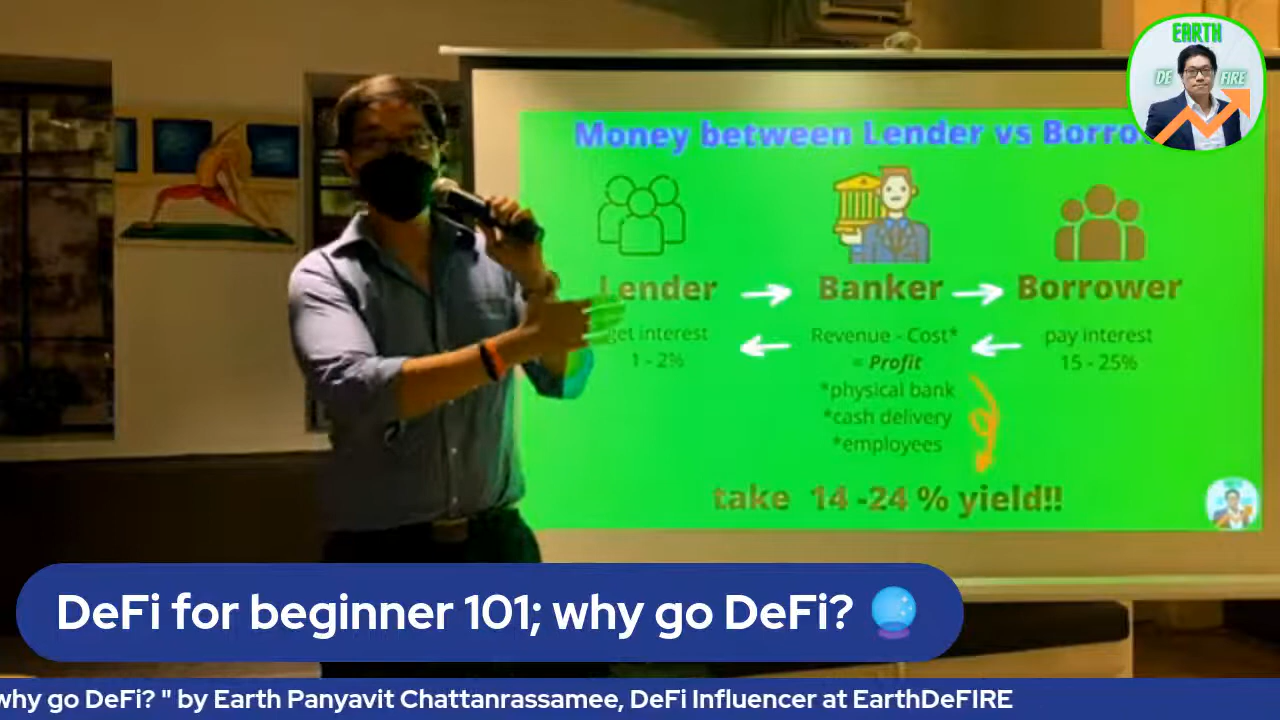 EARTH
DE FIRE
Money between Lender vs Borro
Lender Banker Borrower
get interest Revenue - Cost* pay interest
1 - 2% = Profit 15 - 25%
*physical bank
*cash delivery
*employees
take 14 -24 % yield!!
DeFi for beginner 101; why go DeFi?
why go DeFi? " by Earth Panyavit Chattanrassamee, DeFi Influencer at EarthDeFIRE